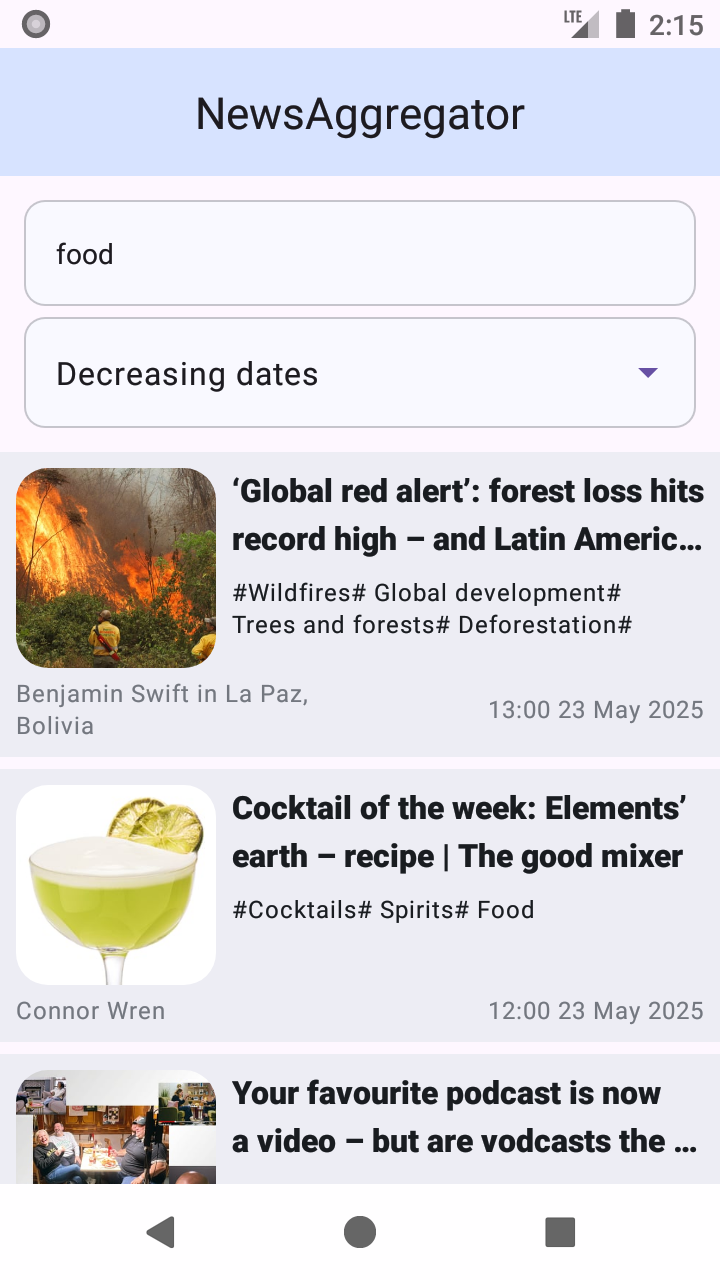 LTE 2:15
NewsAggregator
food
Decreasing dates
‘Global red alert’: forest loss hits
record high – and Latin Americ…
#Wildfires# Global development#
Trees and forests# Deforestation#
Benjamin Swift in La Paz,
Bolivia
13:00 23 May 2025
Cocktail of the week: Elements’
earth – recipe | The good mixer
#Cocktails# Spirits# Food
Connor Wren
12:00 23 May 2025
Your favourite podcast is now
a video – but are vodcasts the …